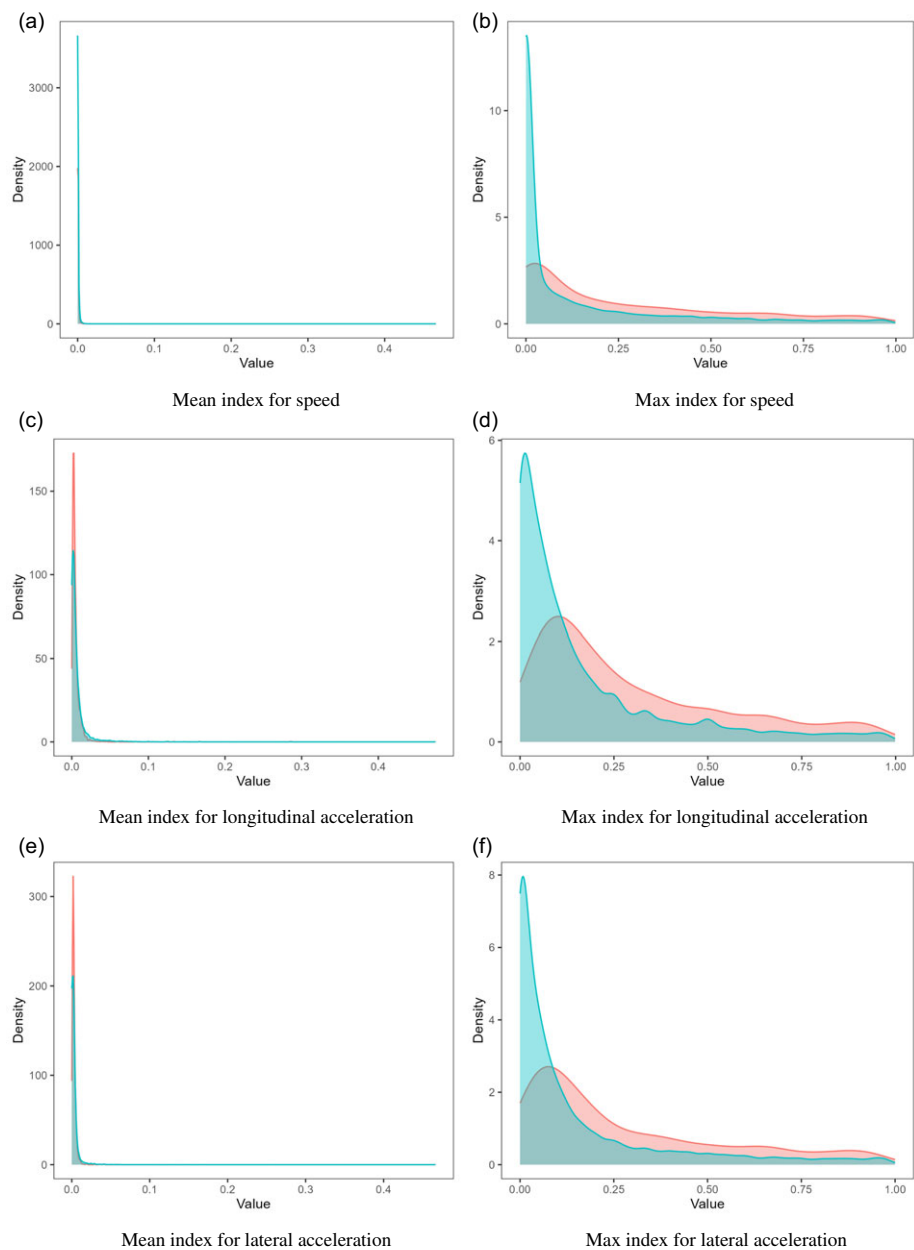 (a)
3000
2000
1000
0
Density
0.0 0.1 0.2 0.3 0.4
Value
Mean index for speed
(b)
10
5
0
Density
0.00 0.25 0.50 0.75 1.00
Value
Max index for speed
(c)
150
100
50
0
Density
0.0 0.1 0.2 0.3 0.4
Value
Mean index for longitudinal acceleration
(d)
6
4
2
0
Density
0.00 0.25 0.50 0.75 1.00
Value
Max index for longitudinal acceleration
(e)
300
200
100
0
Density
0.0 0.1 0.2 0.3 0.4
Value
Mean index for lateral acceleration
(f)
8
6
4
2
0
Density
0.00 0.25 0.50 0.75 1.00
Value
Max index for lateral acceleration